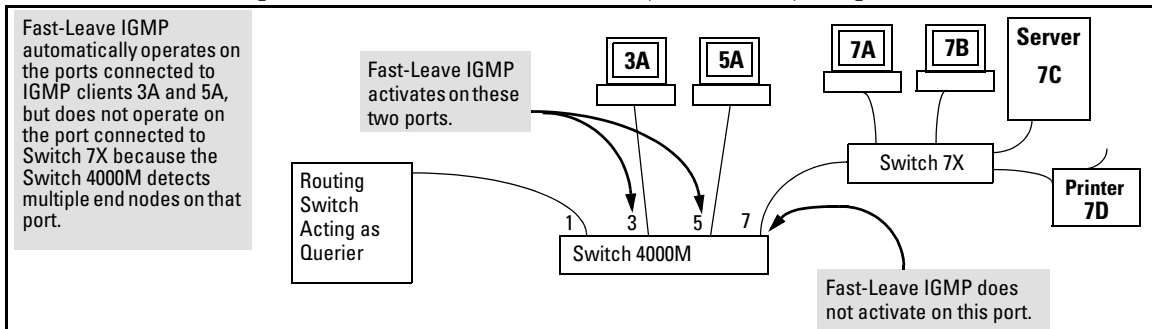 Fast-Leave IGMP
automatically operates on
the ports connected to
IGMP clients 3A and 5A,
but does not operate on
the port connected to
Switch 7X because the
Switch 4000M detects
multiple end nodes on that
port.
Fast-Leave IGMP
activates on these
two ports.
3A
5A
7A
7B
Server
7C
Switch 7X
Printer
7D
Routing
Switch
Acting as
Querier
1 3 5 7
Switch 4000M
Fast-Leave IGMP does
not activate on this port.